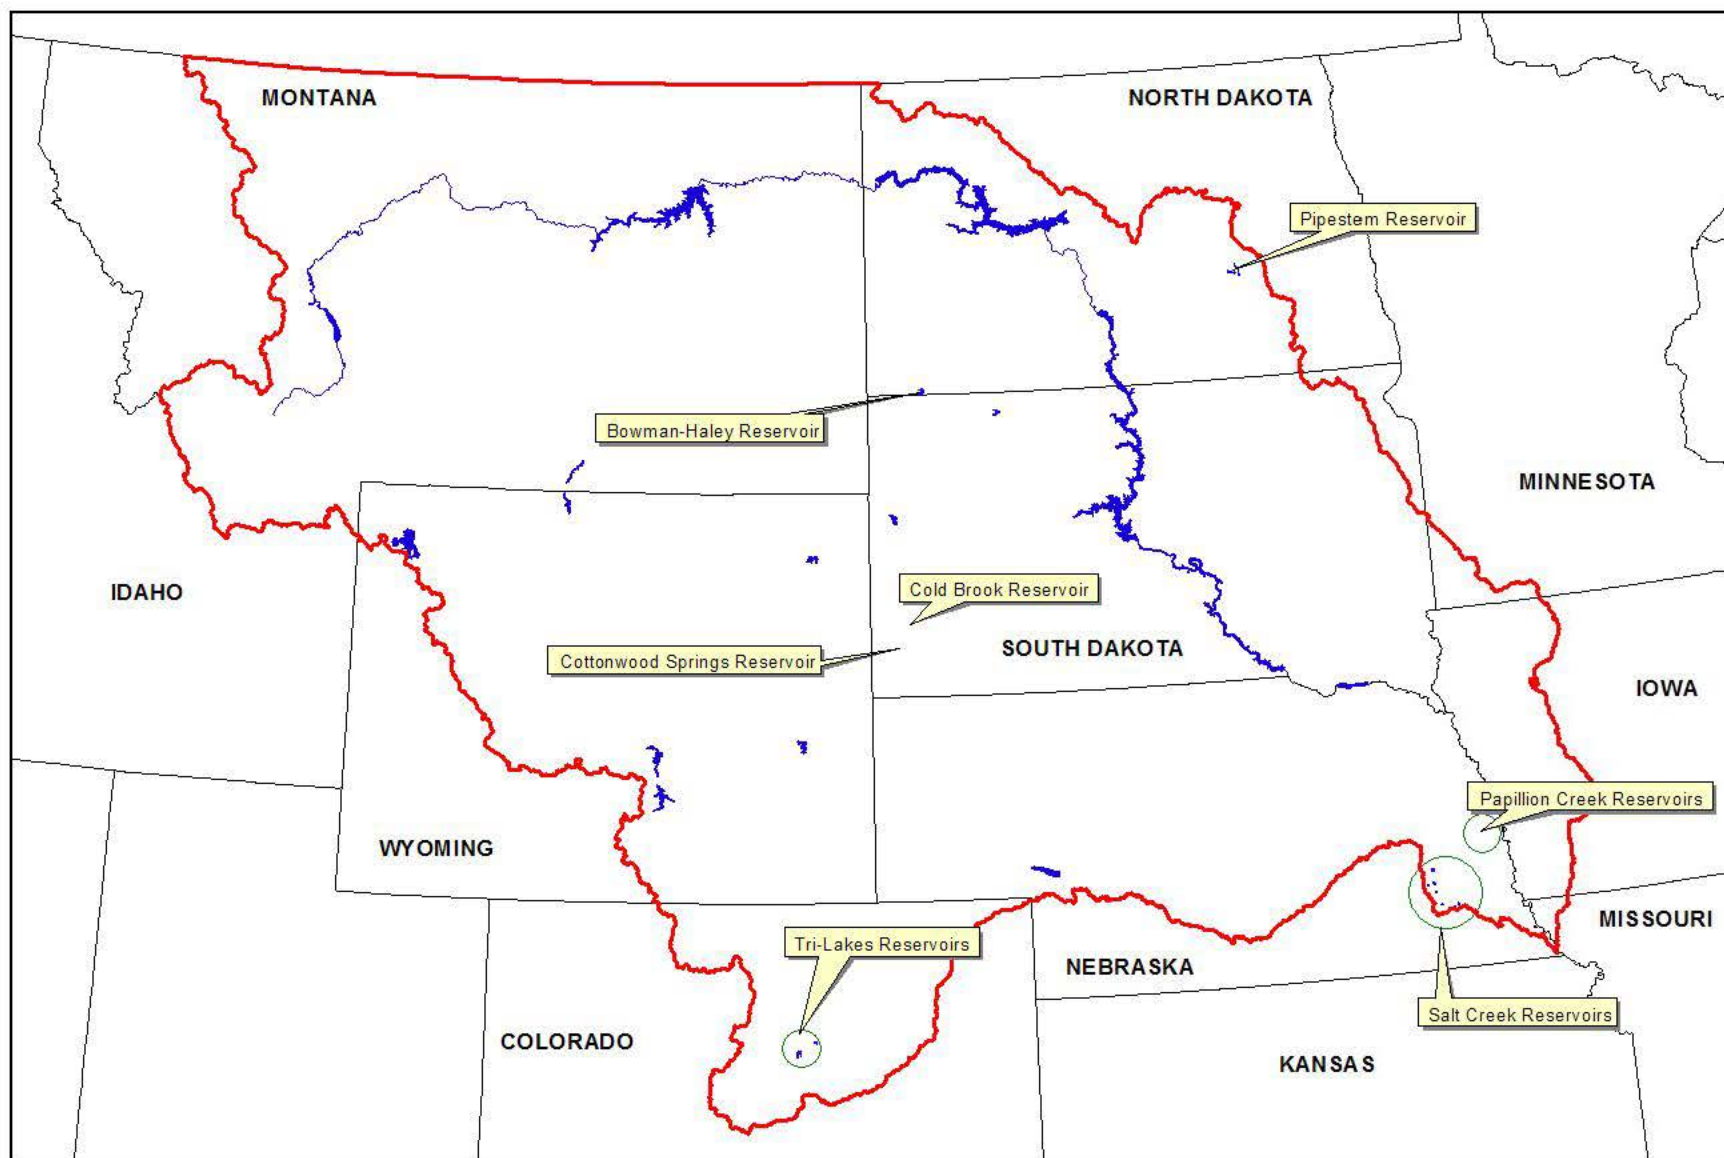 MONTANA
NORTH DAKOTA
Pipestem Reservoir
Bowman-Haley Reservoir
MINNESOTA
IDAHO
Cold Brook Reservoir
SOUTH DAKOTA
Cottonwood Springs Reservoir
IOWA
Papillion Creek Reservoirs
WYOMING
MISSOURI
Tri-Lakes Reservoirs
NEBRASKA
Salt Creek Reservoirs
COLORADO
KANSAS